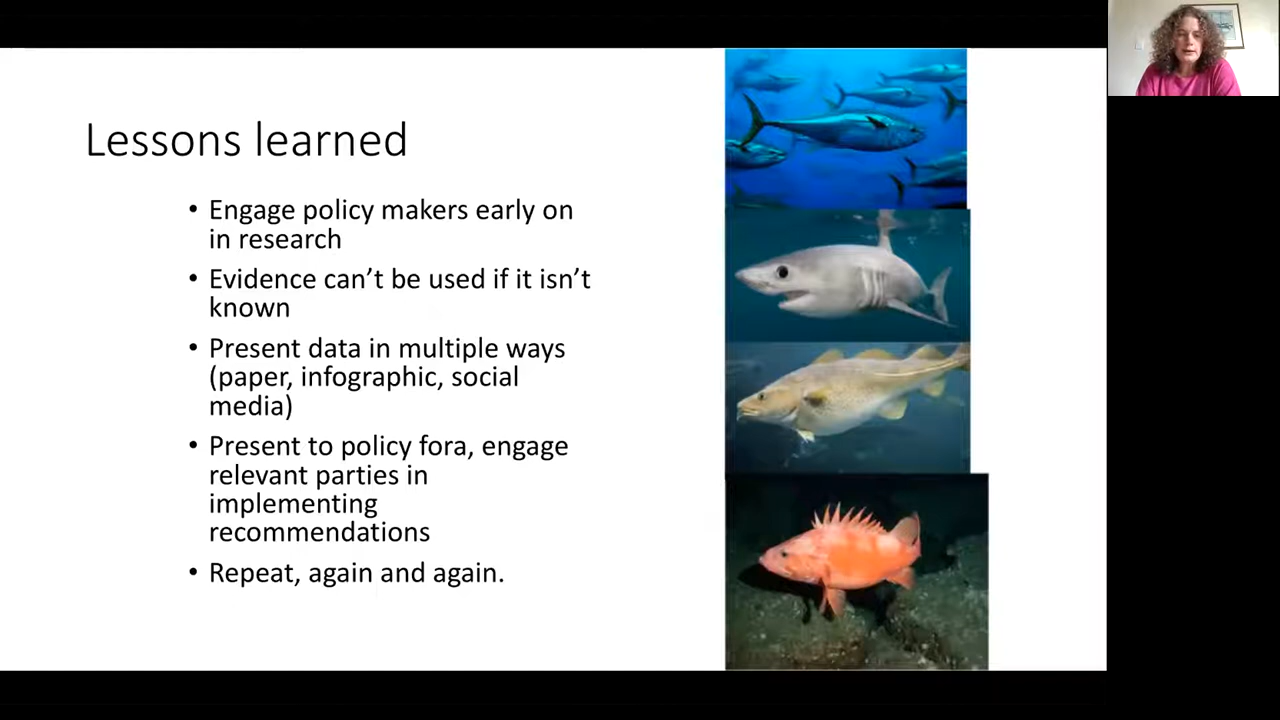 Lessons learned
• Engage policy makers early on
in research
• Evidence can’t be used if it isn’t
known
• Present data in multiple ways
(paper, infographic, social
media)
• Present to policy fora, engage
relevant parties in
implementing
recommendations
• Repeat, again and again.